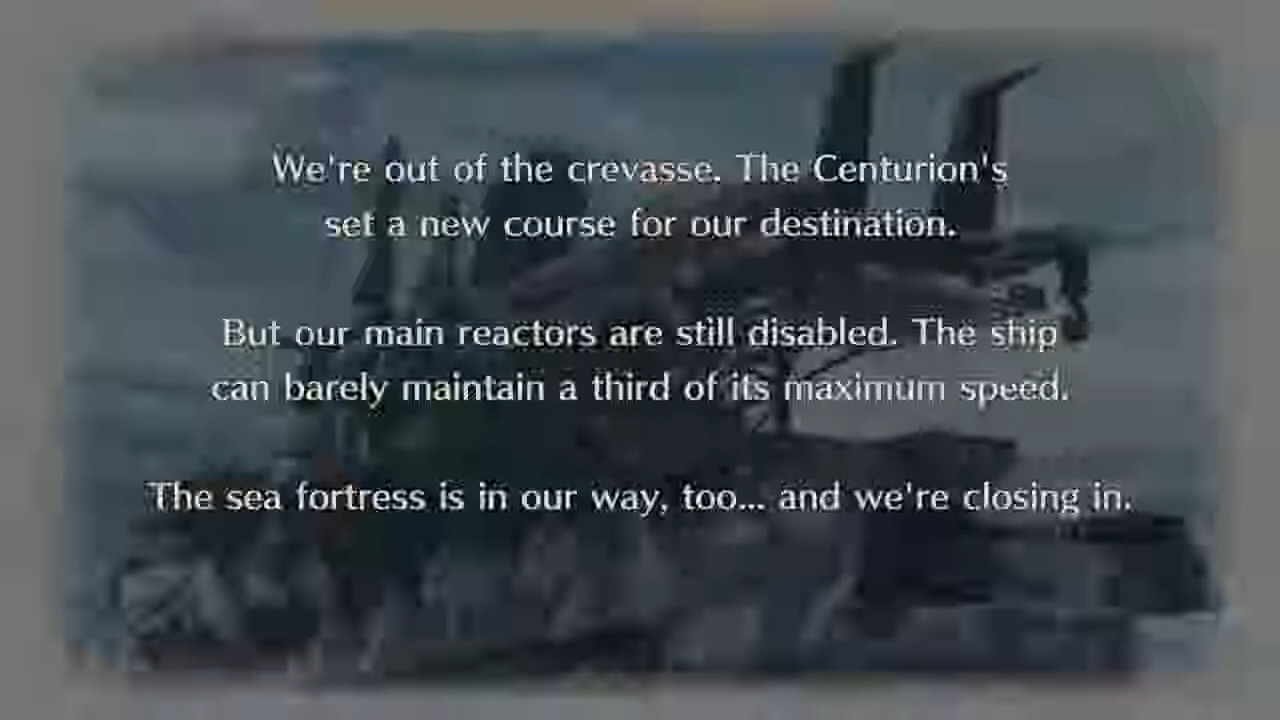 We're out of the crevasse. The Centurion's
set a new course for our destination.
But our main reactors are still disabled. The ship
can barely maintain a third of its maximum speed.
The sea fortress is in our way, too... and we're closing in.